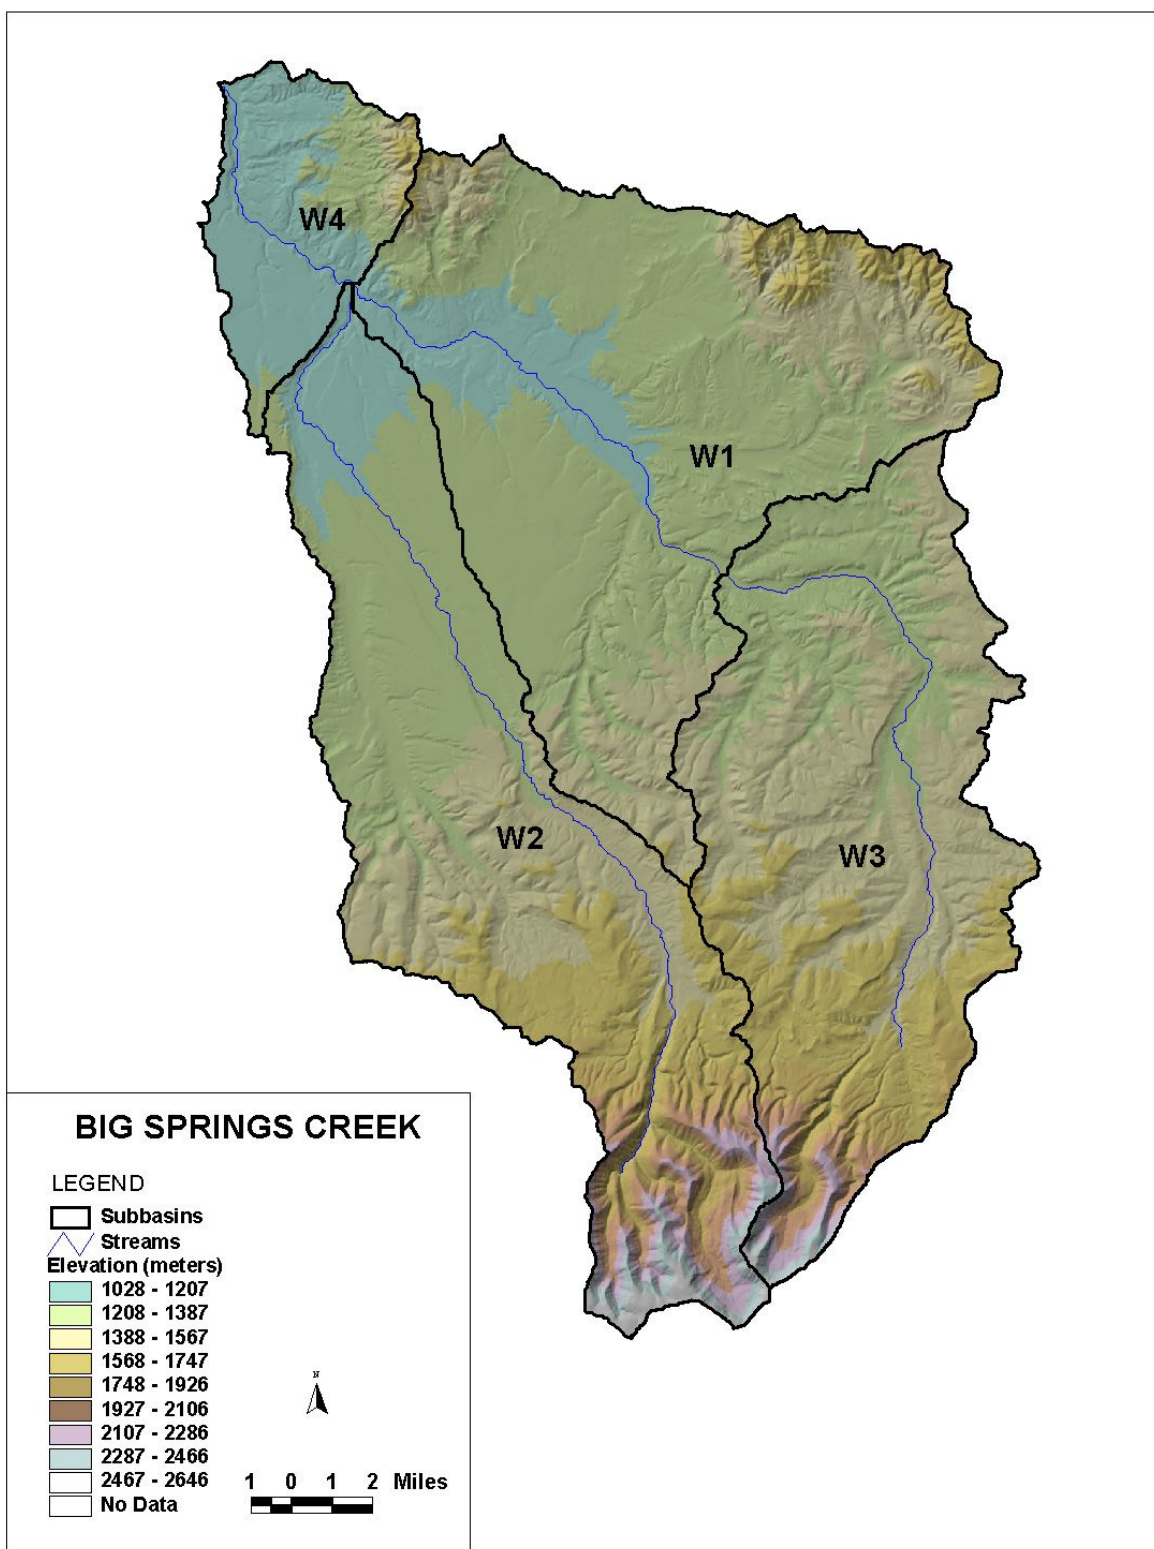 W4
W1
W2
W3
BIG SPRINGS CREEK
LEGEND
Subbasins
Streams
Elevation (meters)
1028 - 1207
1208 - 1387
1388 - 1567
1568 - 1747
1748 - 1926
1927 - 2106
2107 - 2286
2287 - 2466
2467 - 2646
No Data
N
1 0 1 2 Miles